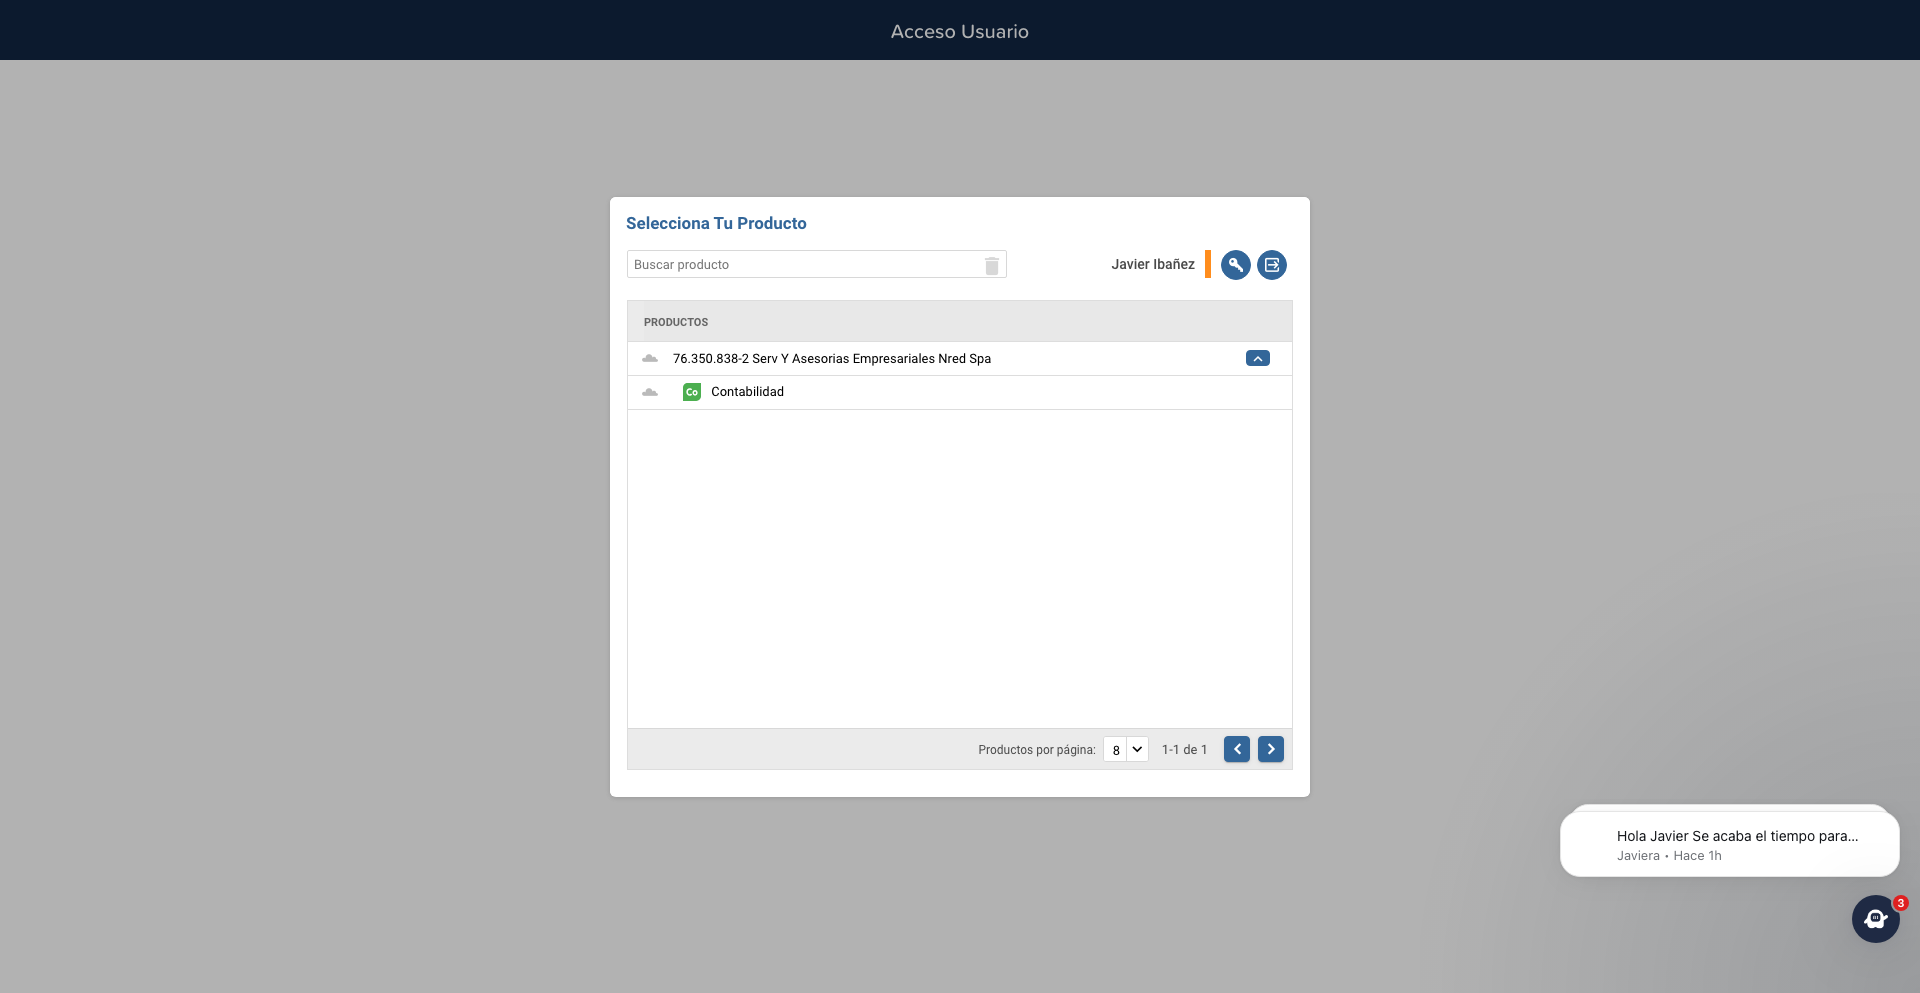 Acceso Usuario
Selecciona Tu Producto
Buscar producto
Javier Ibañez
PRODUCTOS
76.350.838-2 Serv Y Asesorias Empresariales Nred Spa
Co Contabilidad
Productos por página: 8 1-1 de 1
Hola Javier Se acaba el tiempo para...
Javiera • Hace 1h
3